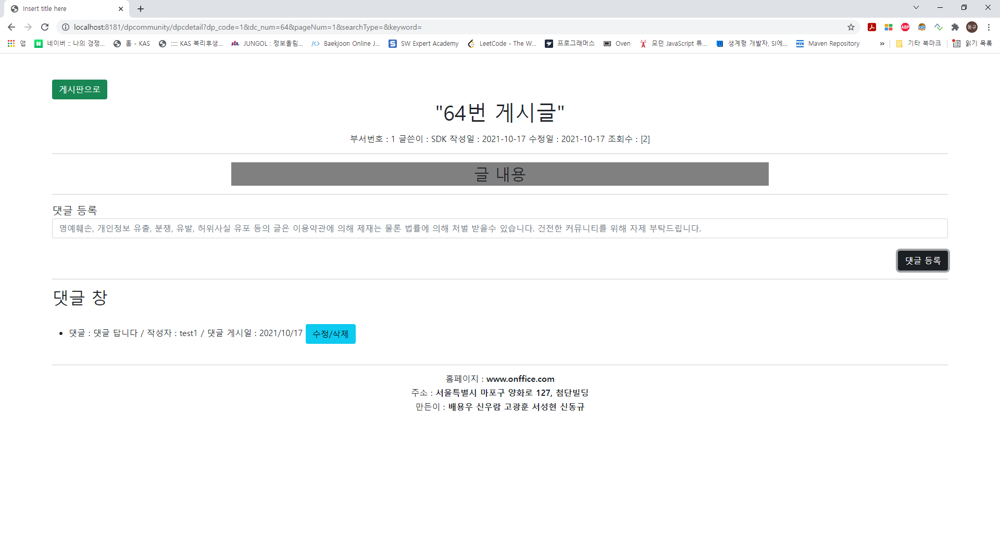 Insert title here
localhost:8181/dpcommunity/dpcdetail?dp_code=1&dc_num=64&pageNum=1&searchType=&keyword=
ABP
동규
앱 네이버 :: 나의 경쟁... 홈 - KAS ::::: KAS 복리후생... JUNGOL : 정보올림... Baekjoon Online J... SW Expert Academy LeetCode - The W... 프로그래머스 Oven 모던 JavaScript 튜... 생계형 개발자, SI에... Maven Repository » 기타 북마크 읽기 목록
게시판으로
"64번 게시글"
부서번호 : 1 글쓴이 : SDK 작성일 : 2021-10-17 수정일 : 2021-10-17 조회수 : [2]
글 내용
댓글 등록
명예훼손, 개인정보 유출, 분쟁, 유발, 허위사실 유포 등의 글은 이용약관에 의해 제재는 물론 법률에 의해 처벌 받을수 있습니다. 건전한 커뮤니티를 위해 자제 부탁드립니다.
댓글 등록
댓글 창
댓글 : 댓글 답니다 / 작성자 : test1 / 댓글 게시일 : 2021/10/17 수정/삭제
홈페이지 : www.onffice.com
주소 : 서울특별시 마포구 양화로 127, 첨단빌딩
만든이 : 배용우 신우람 고광훈 서성현 신동규